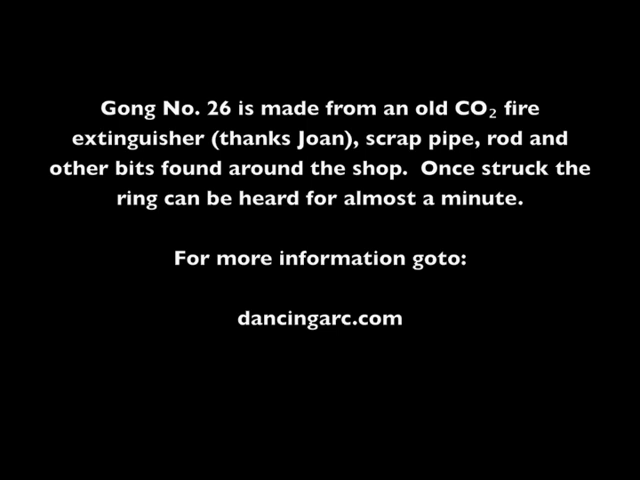 Gong No. 26 is made from an old CO₂ fire
extinguisher (thanks Joan), scrap pipe, rod and
other bits found around the shop.  Once struck the
ring can be heard for almost a minute.
For more information goto:
dancingarc.com